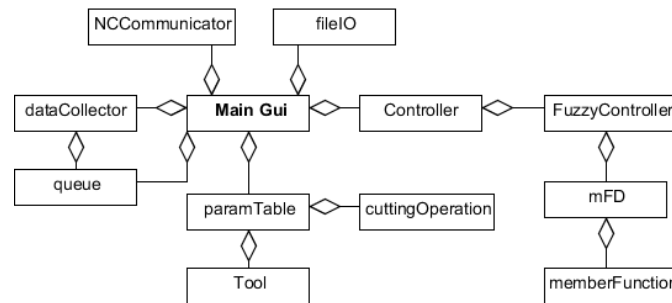 NCCommunicator
fileIO
dataCollector
Main Gui
Controller
FuzzyController
queue
mFD
paramTable
cuttingOperation
Tool
memberFunction